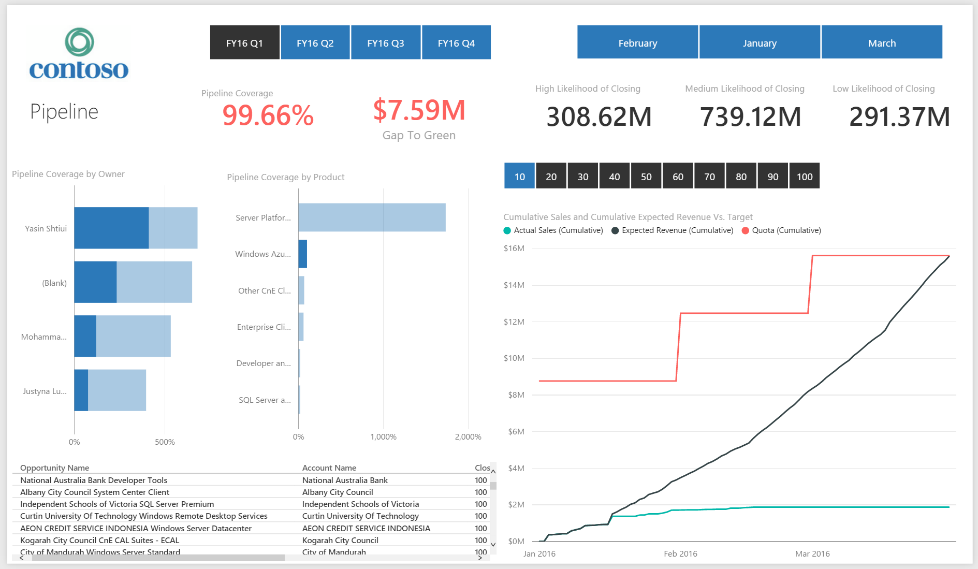 contoso
Pipeline
FY16 Q1 FY16 Q2 FY16 Q3 FY16 Q4
February January March
Pipeline Coverage
99.66%
$7.59M
Gap To Green
High Likelihood of Closing
308.62M
Medium Likelihood of Closing
739.12M
Low Likelihood of Closing
291.37M
10 20 30 40 50 60 70 80 90 100
Pipeline Coverage by Owner
Yasin Shtiui
(Blank)
Mohamma...
Justyna Lu...
0% 500%
Pipeline Coverage by Product
Server Platfor...
Windows Azu...
Other CnE Cl...
Enterprise Cli...
Developer an...
SQL Server a...
0% 1,000% 2,000%
Cumulative Sales and Cumulative Expected Revenue Vs. Target
Actual Sales (Cumulative) Expected Revenue (Cumulative) Quota (Cumulative)
$16M
$14M
$12M
$10M
$8M
$6M
$4M
$2M
$0M
Jan 2016 Feb 2016 Mar 2016
Opportunity Name Account Name Clos
National Australia Bank Developer Tools National Australia Bank 100
Albany City Council System Center Client Albany City Council 100
Independent Schools of Victoria SQL Server Premium Independent Schools of Victoria 100
Curtin University Of Technology Windows Remote Desktop Services Curtin University Of Technology 100
AEON CREDIT SERVICE INDONESIA Windows Server Datacenter AEON CREDIT SERVICE INDONESIA 100
Kogarah City Council CnE CAL Suites - ECAL Kogarah City Council 100
City of Mandurah Windows Server Standard City of Mandurah 100